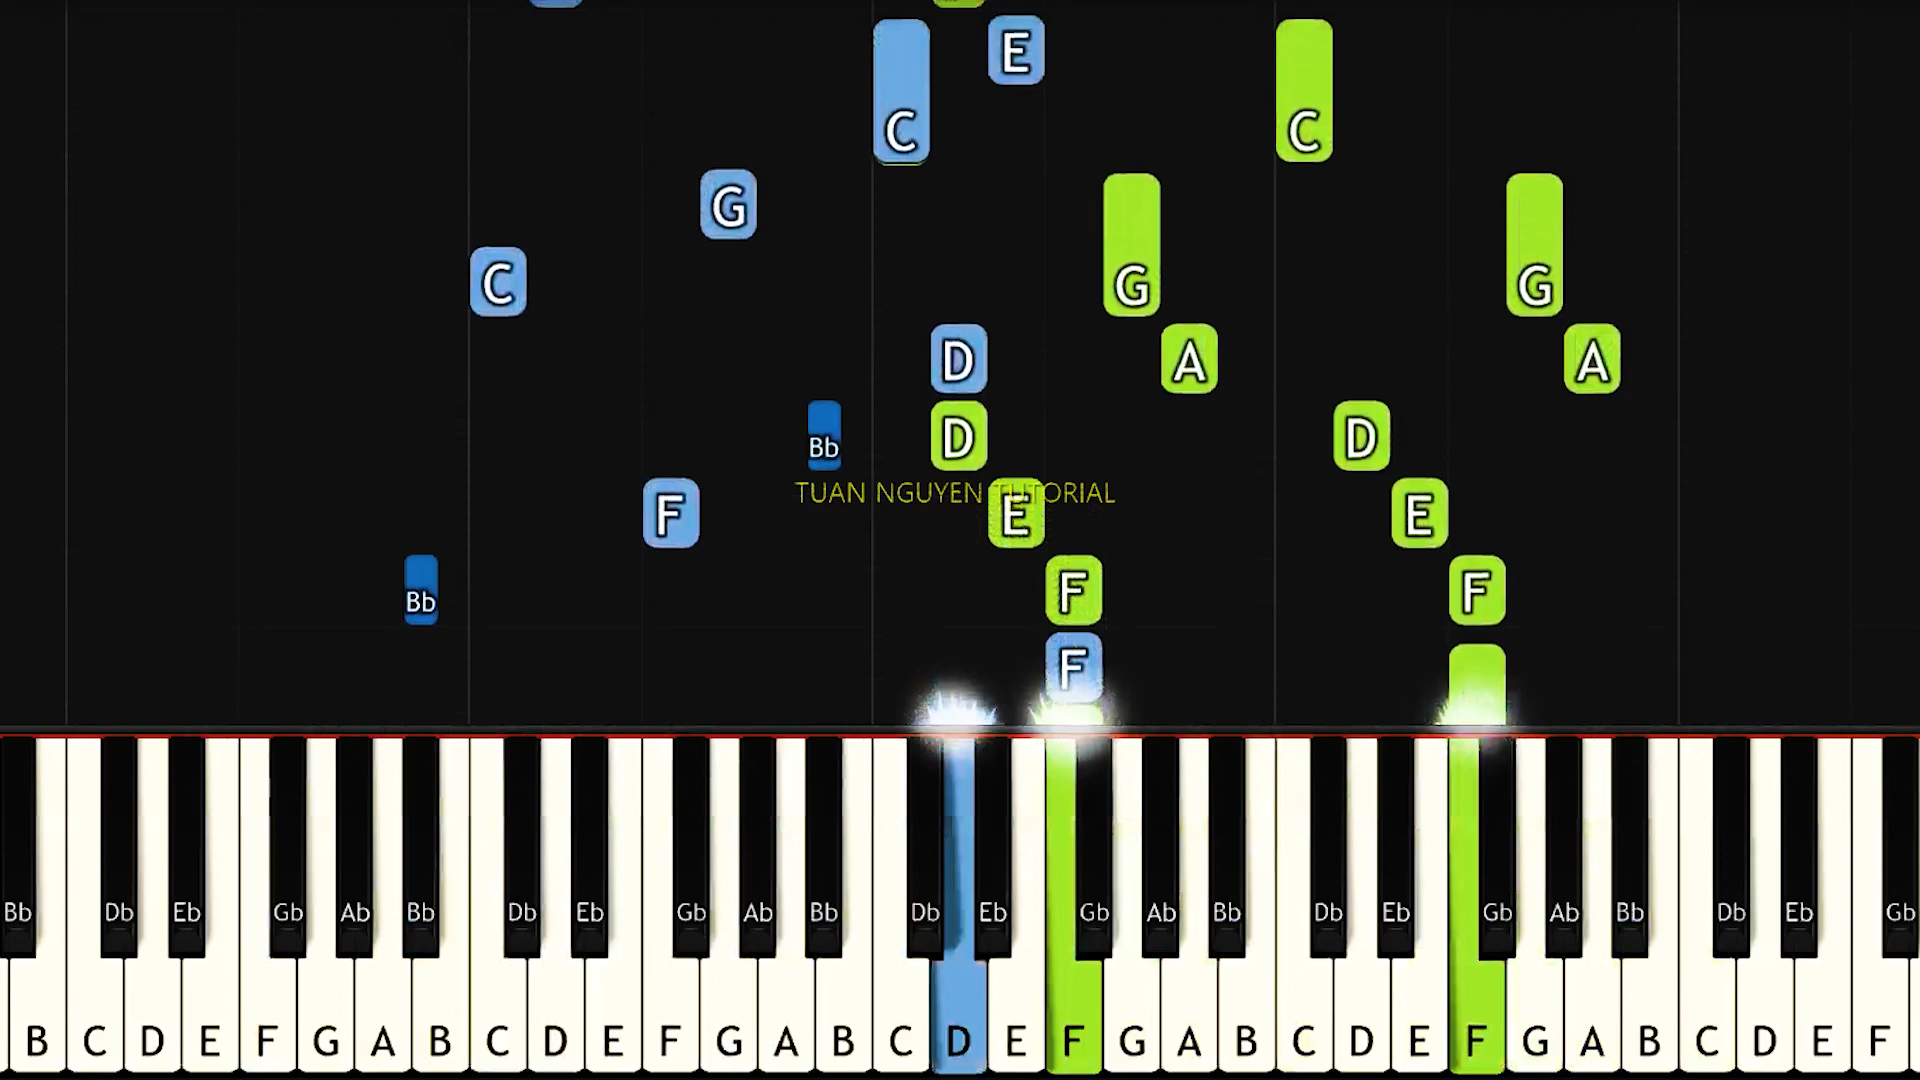 E
C C
G
C G G
D A A
Bb D D
TUAN NGUYEN TUTORIAL
F E E
Bb F F
F
Bb Db Eb Gb Ab Bb Db Eb Gb Ab Bb Db Eb Gb Ab Bb Db Eb Gb Ab Bb Db Eb Gb
B C D E F G A B C D E F G A B C D E F G A B C D E F G A B C D E F